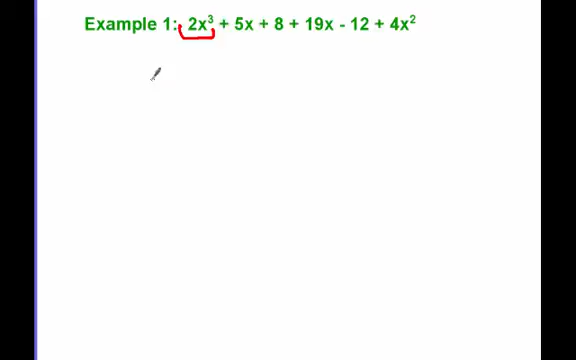 Example 1: 2x³ + 5x + 8 + 19x - 12 + 4x²